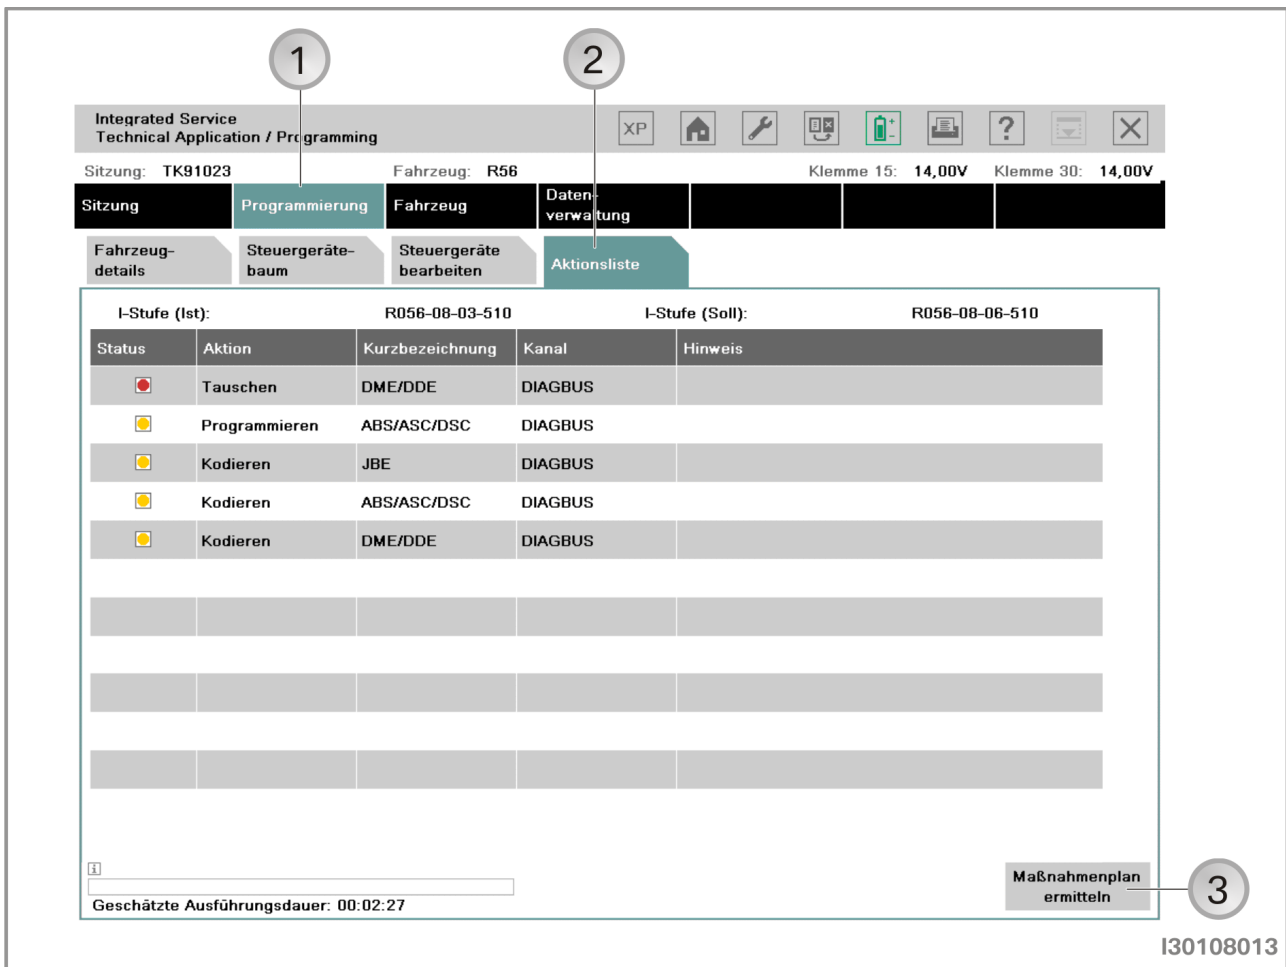 1
2
Integrated Service
Technical Application / Programming
XP
?
Sitzung: TK91023 Fahrzeug: R56 Klemme 15: 14,00V Klemme 30: 14,00V
Sitzung Programmierung Fahrzeug Daten-
verwaltung
Fahrzeug-
details
Steuergeräte-
baum
Steuergeräte
bearbeiten
Aktionsliste
I-Stufe (Ist): R056-08-03-510 I-Stufe (Soll): R056-08-06-510
Status Aktion Kurzbezeichnung Kanal Hinweis
Tauschen DME/DDE DIAGBUS
Programmieren ABS/ASC/DSC DIAGBUS
Kodieren JBE DIAGBUS
Kodieren ABS/ASC/DSC DIAGBUS
Kodieren DME/DDE DIAGBUS
i
Geschätzte Ausführungsdauer: 00:02:27
Maßnahmenplan
ermitteln
3
I30108013